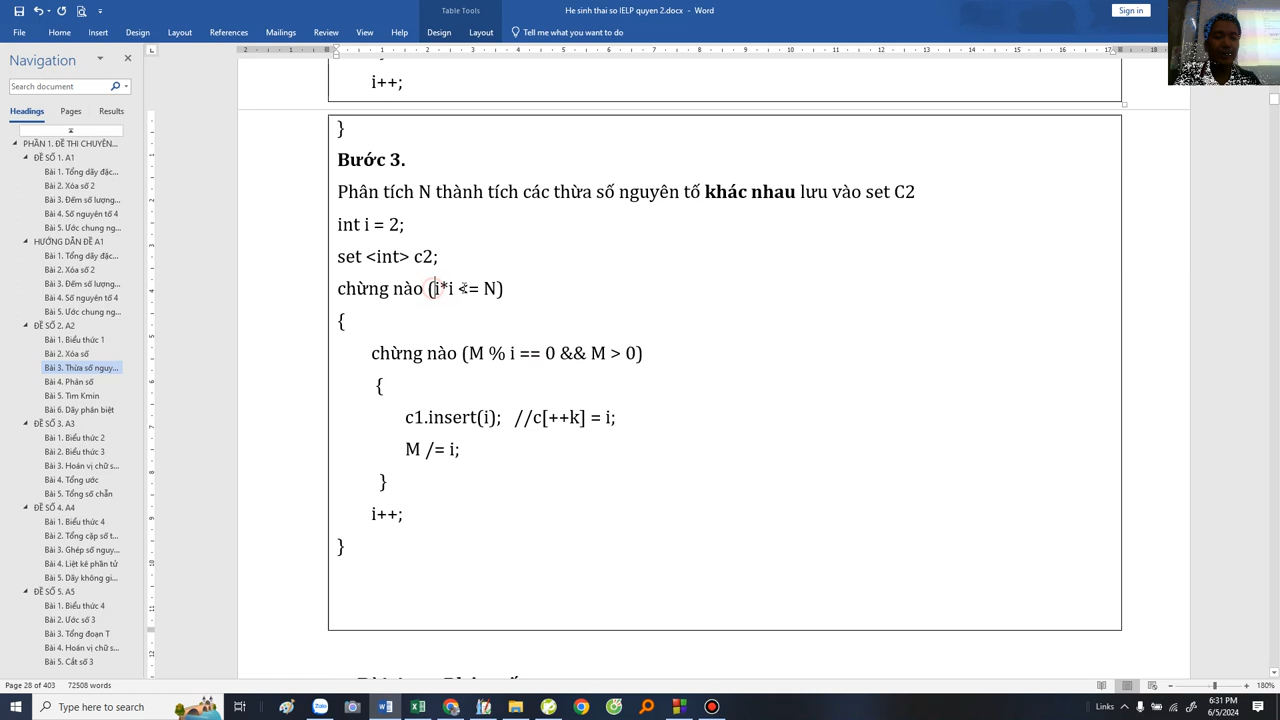 Table Tools
He sinh thai so IELP quyen 2.docx - Word
Sign in
File Home Insert Design Layout References Mailings Review View Help Design Layout Tell me what you want to do
Navigation
Search document
Headings Pages Results
PHẦN 1. ĐỀ THI CHUYÊN...
ĐỀ SỐ 1. A1
Bài 1. Tổng dãy đặc...
Bài 2. Xóa số 2
Bài 3. Đếm số lượng...
Bài 4. Số nguyên tố 4
Bài 5. Ước chung ng...
HƯỚNG DẪN ĐỀ A1
Bài 1. Tổng dãy đặc...
Bài 2. Xóa số 2
Bài 3. Đếm số lượng...
Bài 4. Số nguyên tố 4
Bài 5. Ước chung ng...
ĐỀ SỐ 2. A2
Bài 1. Biểu thức 1
Bài 2. Xóa số
Bài 3. Thừa số nguy...
Bài 4. Phân số
Bài 5. Tìm Kmin
Bài 6. Dãy phân biệt
ĐỀ SỐ 3. A3
Bài 1. Biểu thức 2
Bài 2. Biểu thức 3
Bài 3. Hoán vị chữ s...
Bài 4. Tổng ước
Bài 5. Tổng số chẵn
ĐỀ SỐ 4. A4
Bài 1. Biểu thức 4
Bài 2. Tổng cặp số t...
Bài 3. Ghép số nguy...
Bài 4. Liệt kê phần tử
Bài 5. Dãy không gi...
ĐỀ SỐ 5. A5
Bài 1. Biểu thức 4
Bài 2. Ước số 3
Bài 3. Tổng đoạn T
Bài 4. Hoán vị chữ s...
Bài 5. Cắt số 3
i++;
}
Bước 3.
Phân tích N thành tích các thừa số nguyên tố khác nhau lưu vào set C2
int i = 2;
set <int> c2;
chừng nào (i*i <= N)
{
chừng nào (M % i == 0 && M > 0)
{
c1.insert(i); //c[++k] = i;
M /= i;
}
i++;
}
Page 28 of 403 72508 words
180%
Type here to search
6:31 PM
6/5/2024